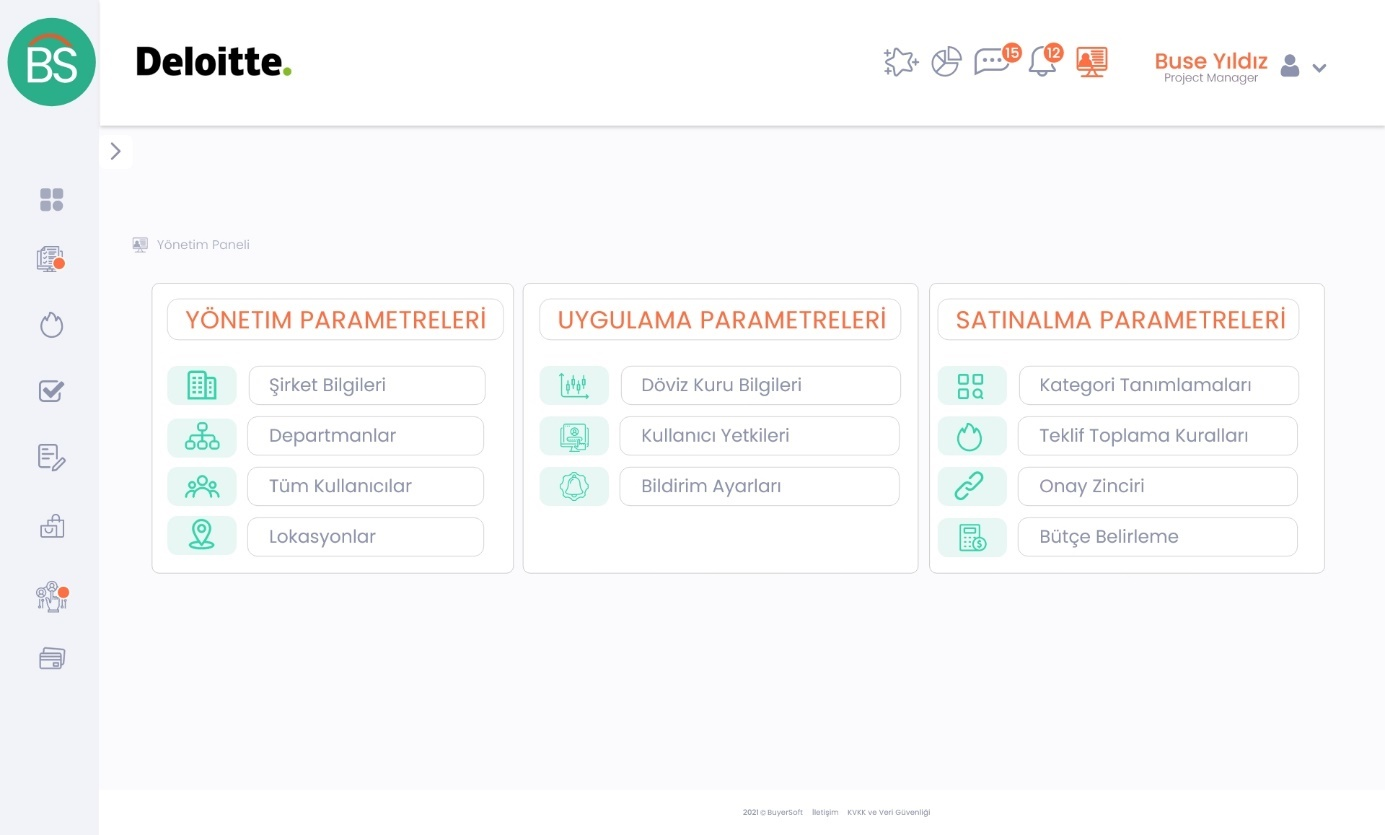 BS
Deloitte.
15
12
Buse Yıldız
Project Manager
Yönetim Paneli
YÖNETIM PARAMETRELERİ
Şirket Bilgileri
Departmanlar
Tüm Kullanıcılar
Lokasyonlar
UYGULAMA PARAMETRELERİ
Döviz Kuru Bilgileri
Kullanıcı Yetkileri
Bildirim Ayarları
SATINALMA PARAMETRELERİ
Kategori Tanımlamaları
Teklif Toplama Kuralları
Onay Zinciri
Bütçe Belirleme
2021 © BuyerSoft İletişim KVKK ve Veri Güvenliği